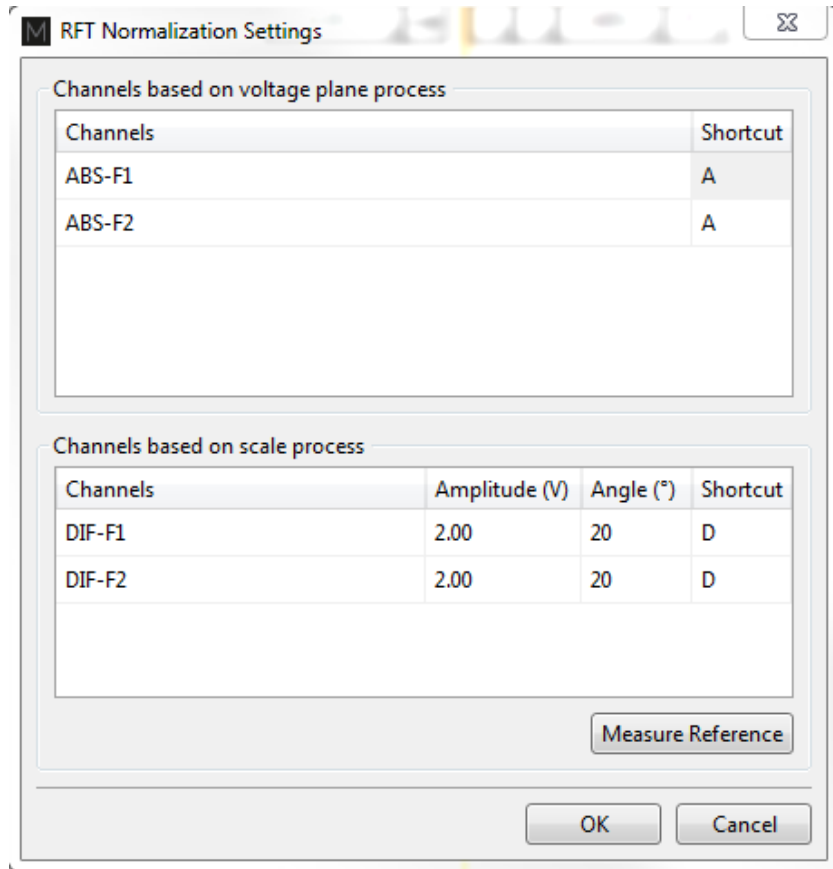 M RFT Normalization Settings
Channels based on voltage plane process
Channels Shortcut
ABS-F1 A
ABS-F2 A
Channels based on scale process
Channels Amplitude (V) Angle (°) Shortcut
DIF-F1 2.00 20 D
DIF-F2 2.00 20 D
Measure Reference
OK Cancel